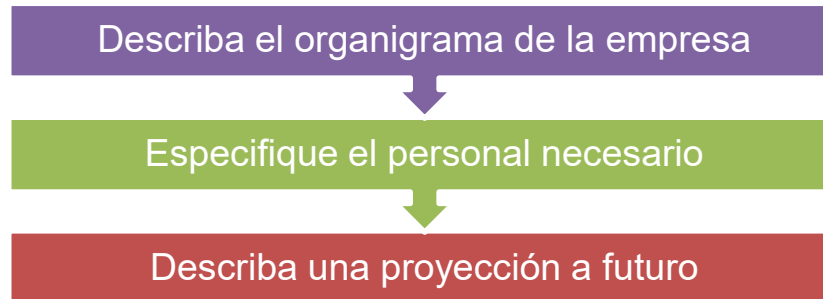 Describa el organigrama de la empresa
Especifique el personal necesario
Describa una proyección a futuro